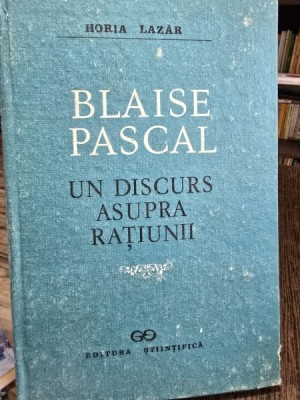 HORIA LAZĂR
BLAISE
PASCAL
UN DISCURS
ASUPRA
RAȚIUNII
EDITURA ȘTIINȚIFICĂ